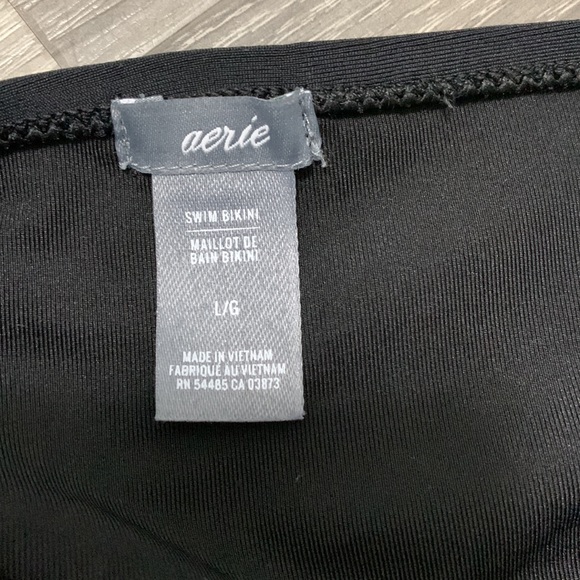 aerie
SWIM BIKINI
MAILLOT DE
BAIN BIKINI
L/G
MADE IN VIETNAM
FABRIQUÉ AU VIETNAM
RN 54485 CA 03873